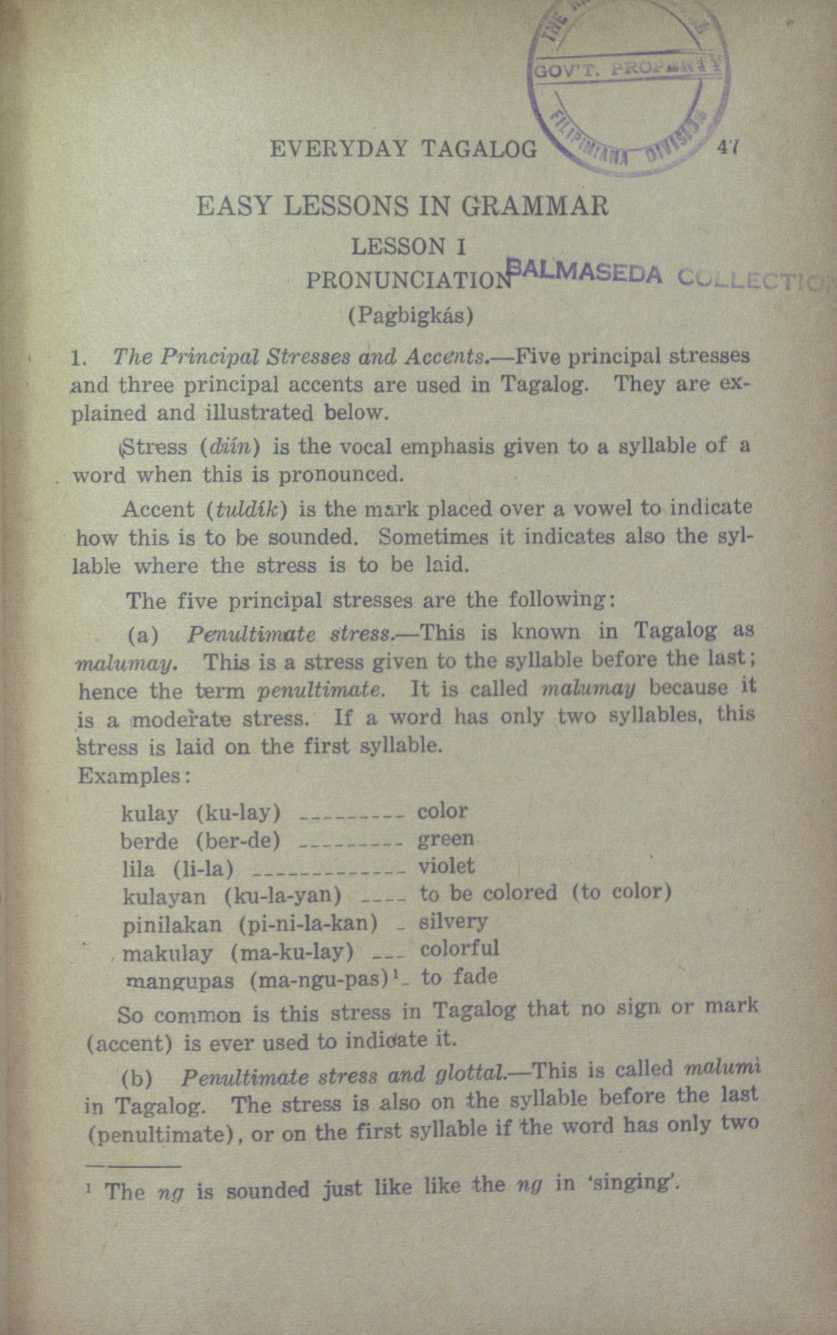 THE
GOV'T. PROPERTY
FILIPINIANA DIVISION
EVERYDAY TAGALOG 47
EASY LESSONS IN GRAMMAR
LESSON I
PRONUNCIATION BALMASEDA COLLECTION
(Pagbigkás)
1. The Principal Stresses and Accents.—Five principal stresses
and three principal accents are used in Tagalog. They are ex-
plained and illustrated below.
Stress (diín) is the vocal emphasis given to a syllable of a
word when this is pronounced.
Accent (tuldík) is the mark placed over a vowel to indicate
how this is to be sounded. Sometimes it indicates also the syl-
lable where the stress is to be laid.
The five principal stresses are the following:
(a) Penultimate stress.—This is known in Tagalog as
malumay. This is a stress given to the syllable before the last;
hence the term penultimate. It is called malumay because it
is a moderate stress. If a word has only two syllables, this
stress is laid on the first syllable.
Examples:
kulay (ku-lay) --------- color
berde (ber-de) --------- green
lila (li-la) ------------- violet
kulayan (ku-la-yan) ---- to be colored (to color)
pinilakan (pi-ni-la-kan) - silvery
makulay (ma-ku-lay) --- colorful
mangupas (ma-ngu-pas)¹- to fade
So common is this stress in Tagalog that no sign or mark
(accent) is ever used to indicate it.
(b) Penultimate stress and glottal.—This is called malumì
in Tagalog. The stress is also on the syllable before the last
(penultimate), or on the first syllable if the word has only two
¹ The ng is sounded just like like the ng in 'singing'.